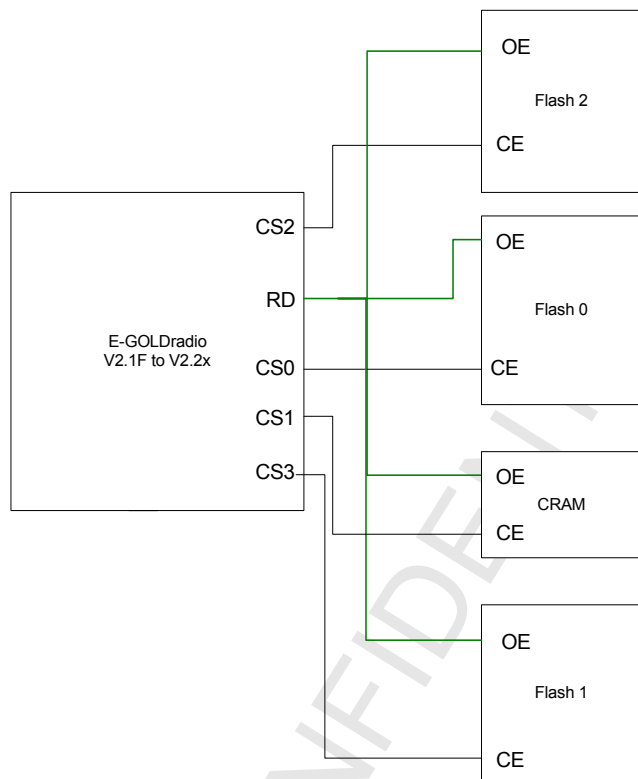 OE
Flash 2
CE
CS2
RD
CS0
CS1
CS3
E-GOLDradio
V2.1F to V2.2x
OE
Flash 0
CE
OE
CRAM
CE
OE
Flash 1
CE
NFIDENT